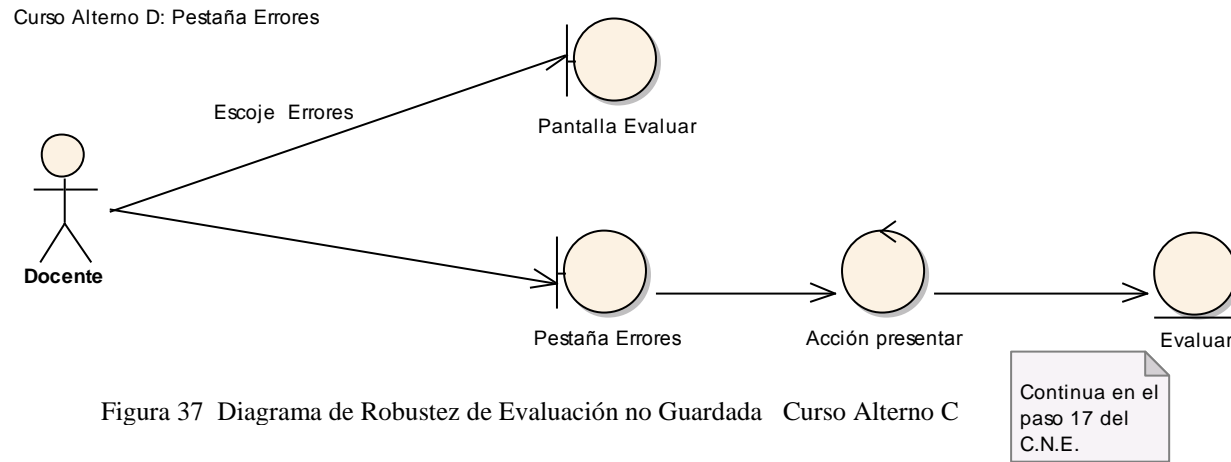 Curso Alterno D: Pestaña Errores
Escoje Errores
Pantalla Evaluar
Docente
Pestaña Errores
Acción presentar
Evaluar
Continua en el
paso 17 del
C.N.E.
Figura 37 Diagrama de Robustez de Evaluación no Guardada Curso Alterno C